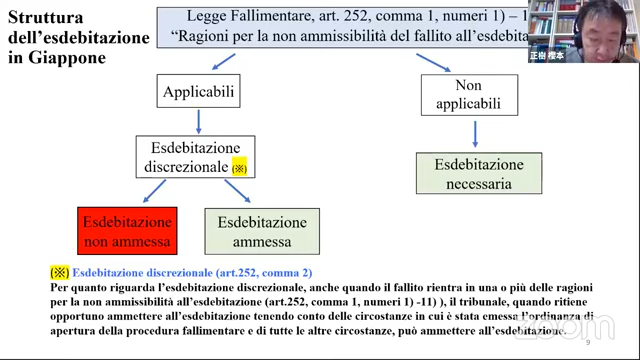 Struttura
dell’esdebitazione
in Giappone
Legge Fallimentare, art. 252, comma 1, numeri 1) – 1
“Ragioni per la non ammissibilità del fallito all’esdebita
正樹 榎本
Applicabili
Non
applicabili
Esdebitazione
discrezionale (※)
Esdebitazione
necessaria
Esdebitazione
non ammessa
Esdebitazione
ammessa
(※) Esdebitazione discrezionale (art.252, comma 2)
Per quanto riguarda l’esdebitazione discrezionale, anche quando il fallito rientra in una o più delle ragioni
per la non ammissibilità all’esdebitazione (art.252, comma 1, numeri 1) -11) ), il tribunale, quando ritiene
opportuno ammettere all’esdebitazione tenendo conto delle circostanze in cui è stata emessa l’ordinanza di
apertura della procedura fallimentare e di tutte le altre circostanze, può ammettere all’esdebitazione.
zoom
9